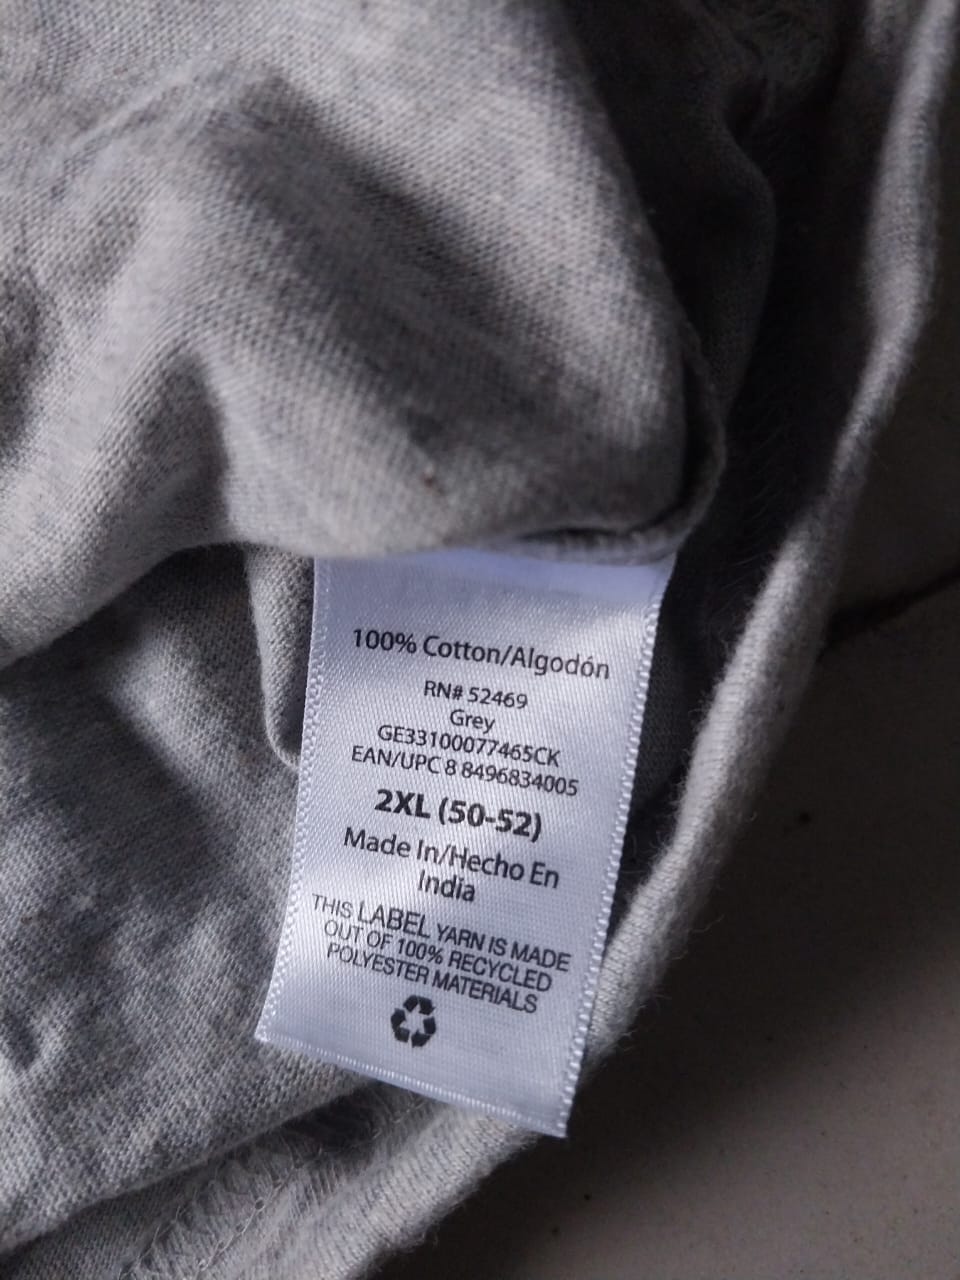 100% Cotton/Algodón
RN# 52469
Grey
GE33100077465CK
EAN/UPC 8 8496834005
2XL (50-52)
Made In/Hecho En
India
THIS LABEL YARN IS MADE
OUT OF 100% RECYCLED
POLYESTER MATERIALS